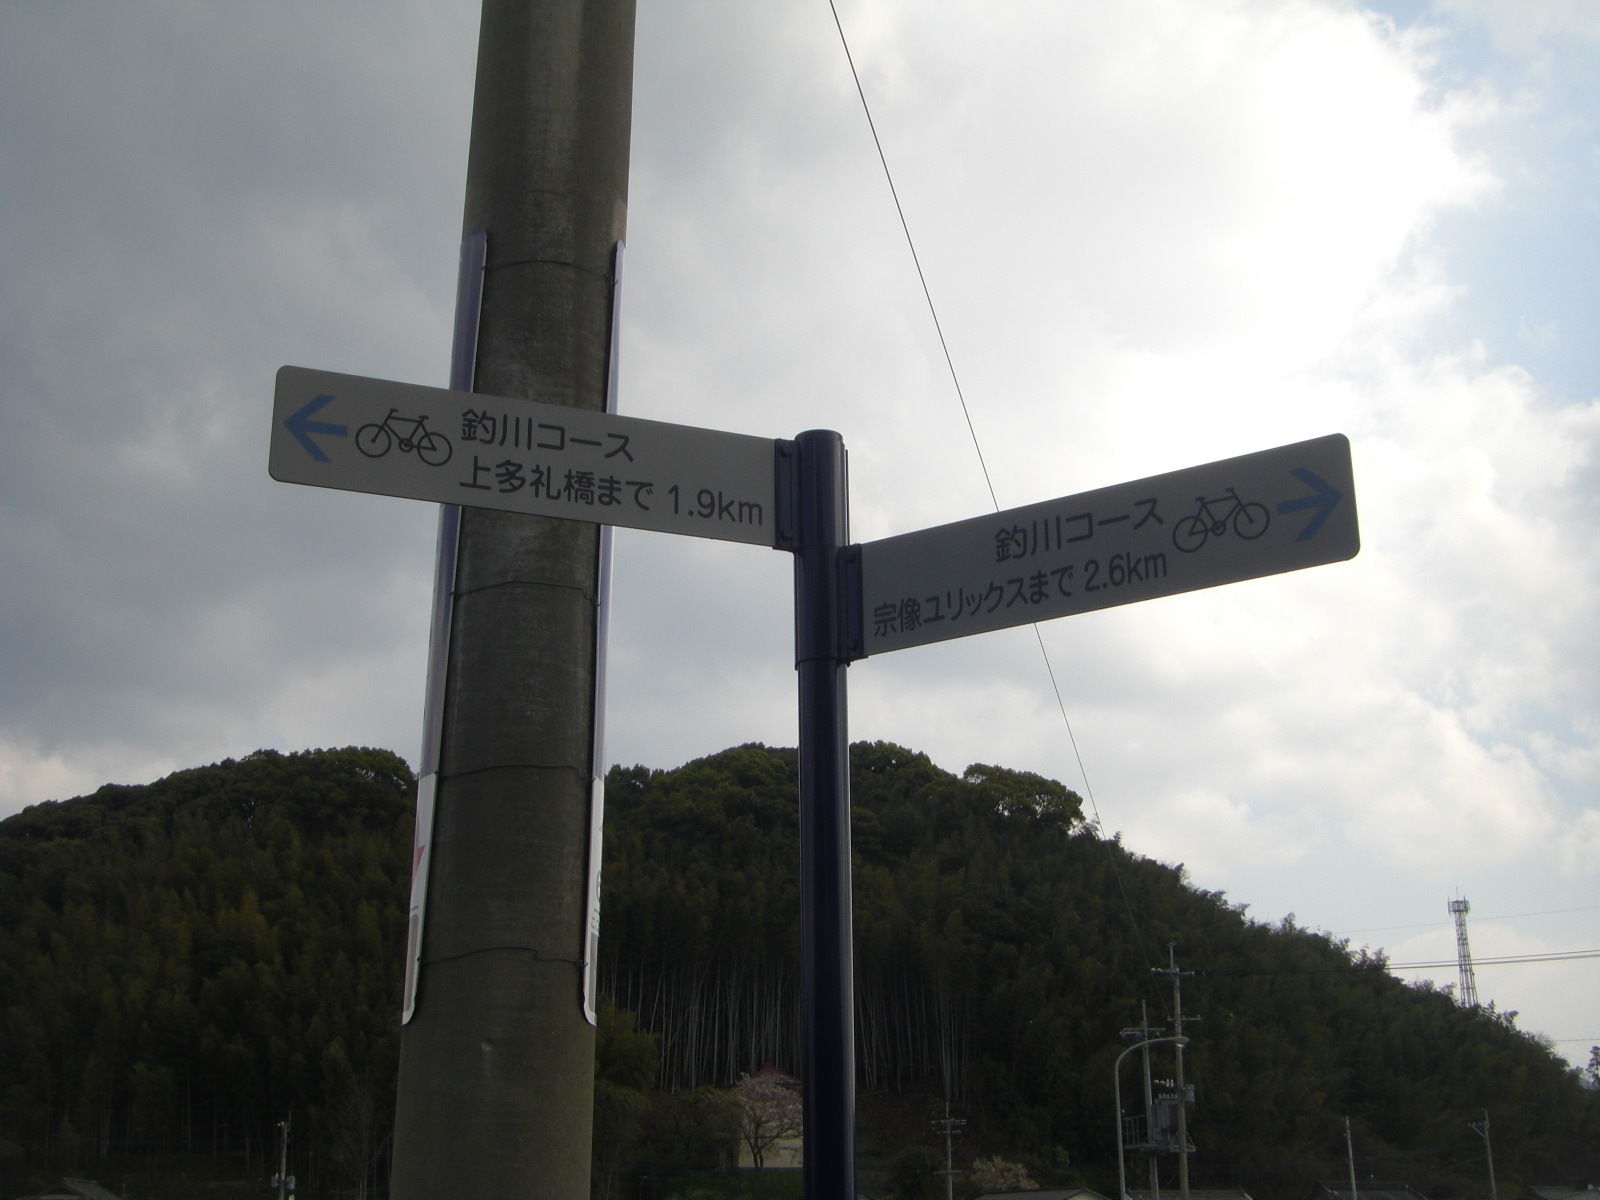 釣川コース
上多礼橋まで 1.9km
釣川コース
宗像ユリックスまで 2.6km